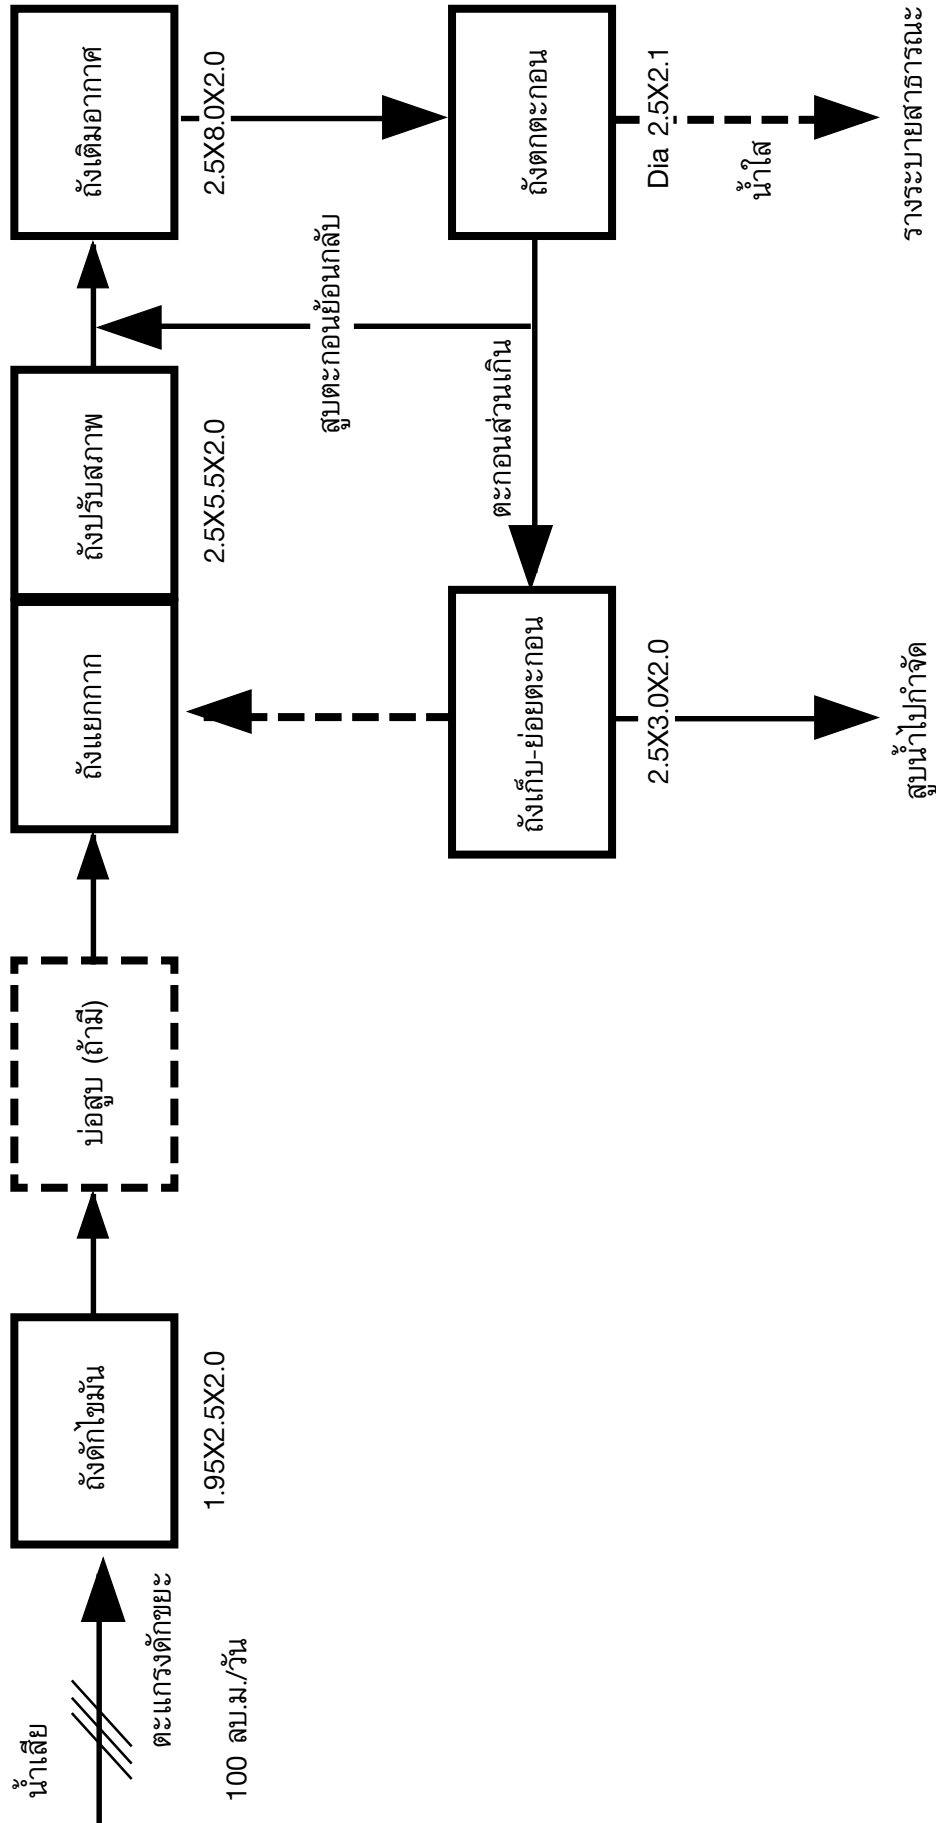 น้ำเสีย
ตะแกรงดักขยะ
100 ลบ.ม./วัน
ถังดักไขมัน
1.95X2.5X2.0
บ่อสูบ (ถ้ามี)
ถังแยกกาก
ถังปรับสภาพ
2.5X5.5X2.0
ถังเติมอากาศ
2.5X8.0X2.0
สูบตะกอนย้อนกลับ
ตะกอนส่วนเกิน
ถังเก็บ-ย่อยตะกอน
2.5X3.0X2.0
สูบนำไปกำจัด
ถังตกตะกอน
Dia 2.5X2.1
น้ำใส
รางระบายสาธารณะ